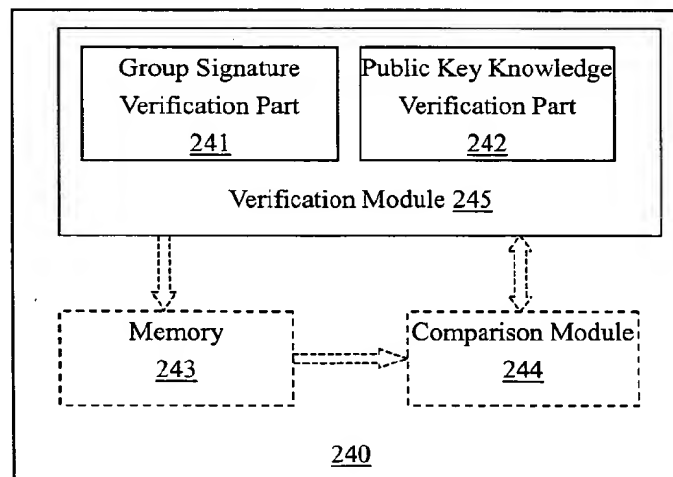 Group Signature
Verification Part
241
Public Key Knowledge
Verification Part
242
Verification Module 245
Memory
243
Comparison Module
244
240